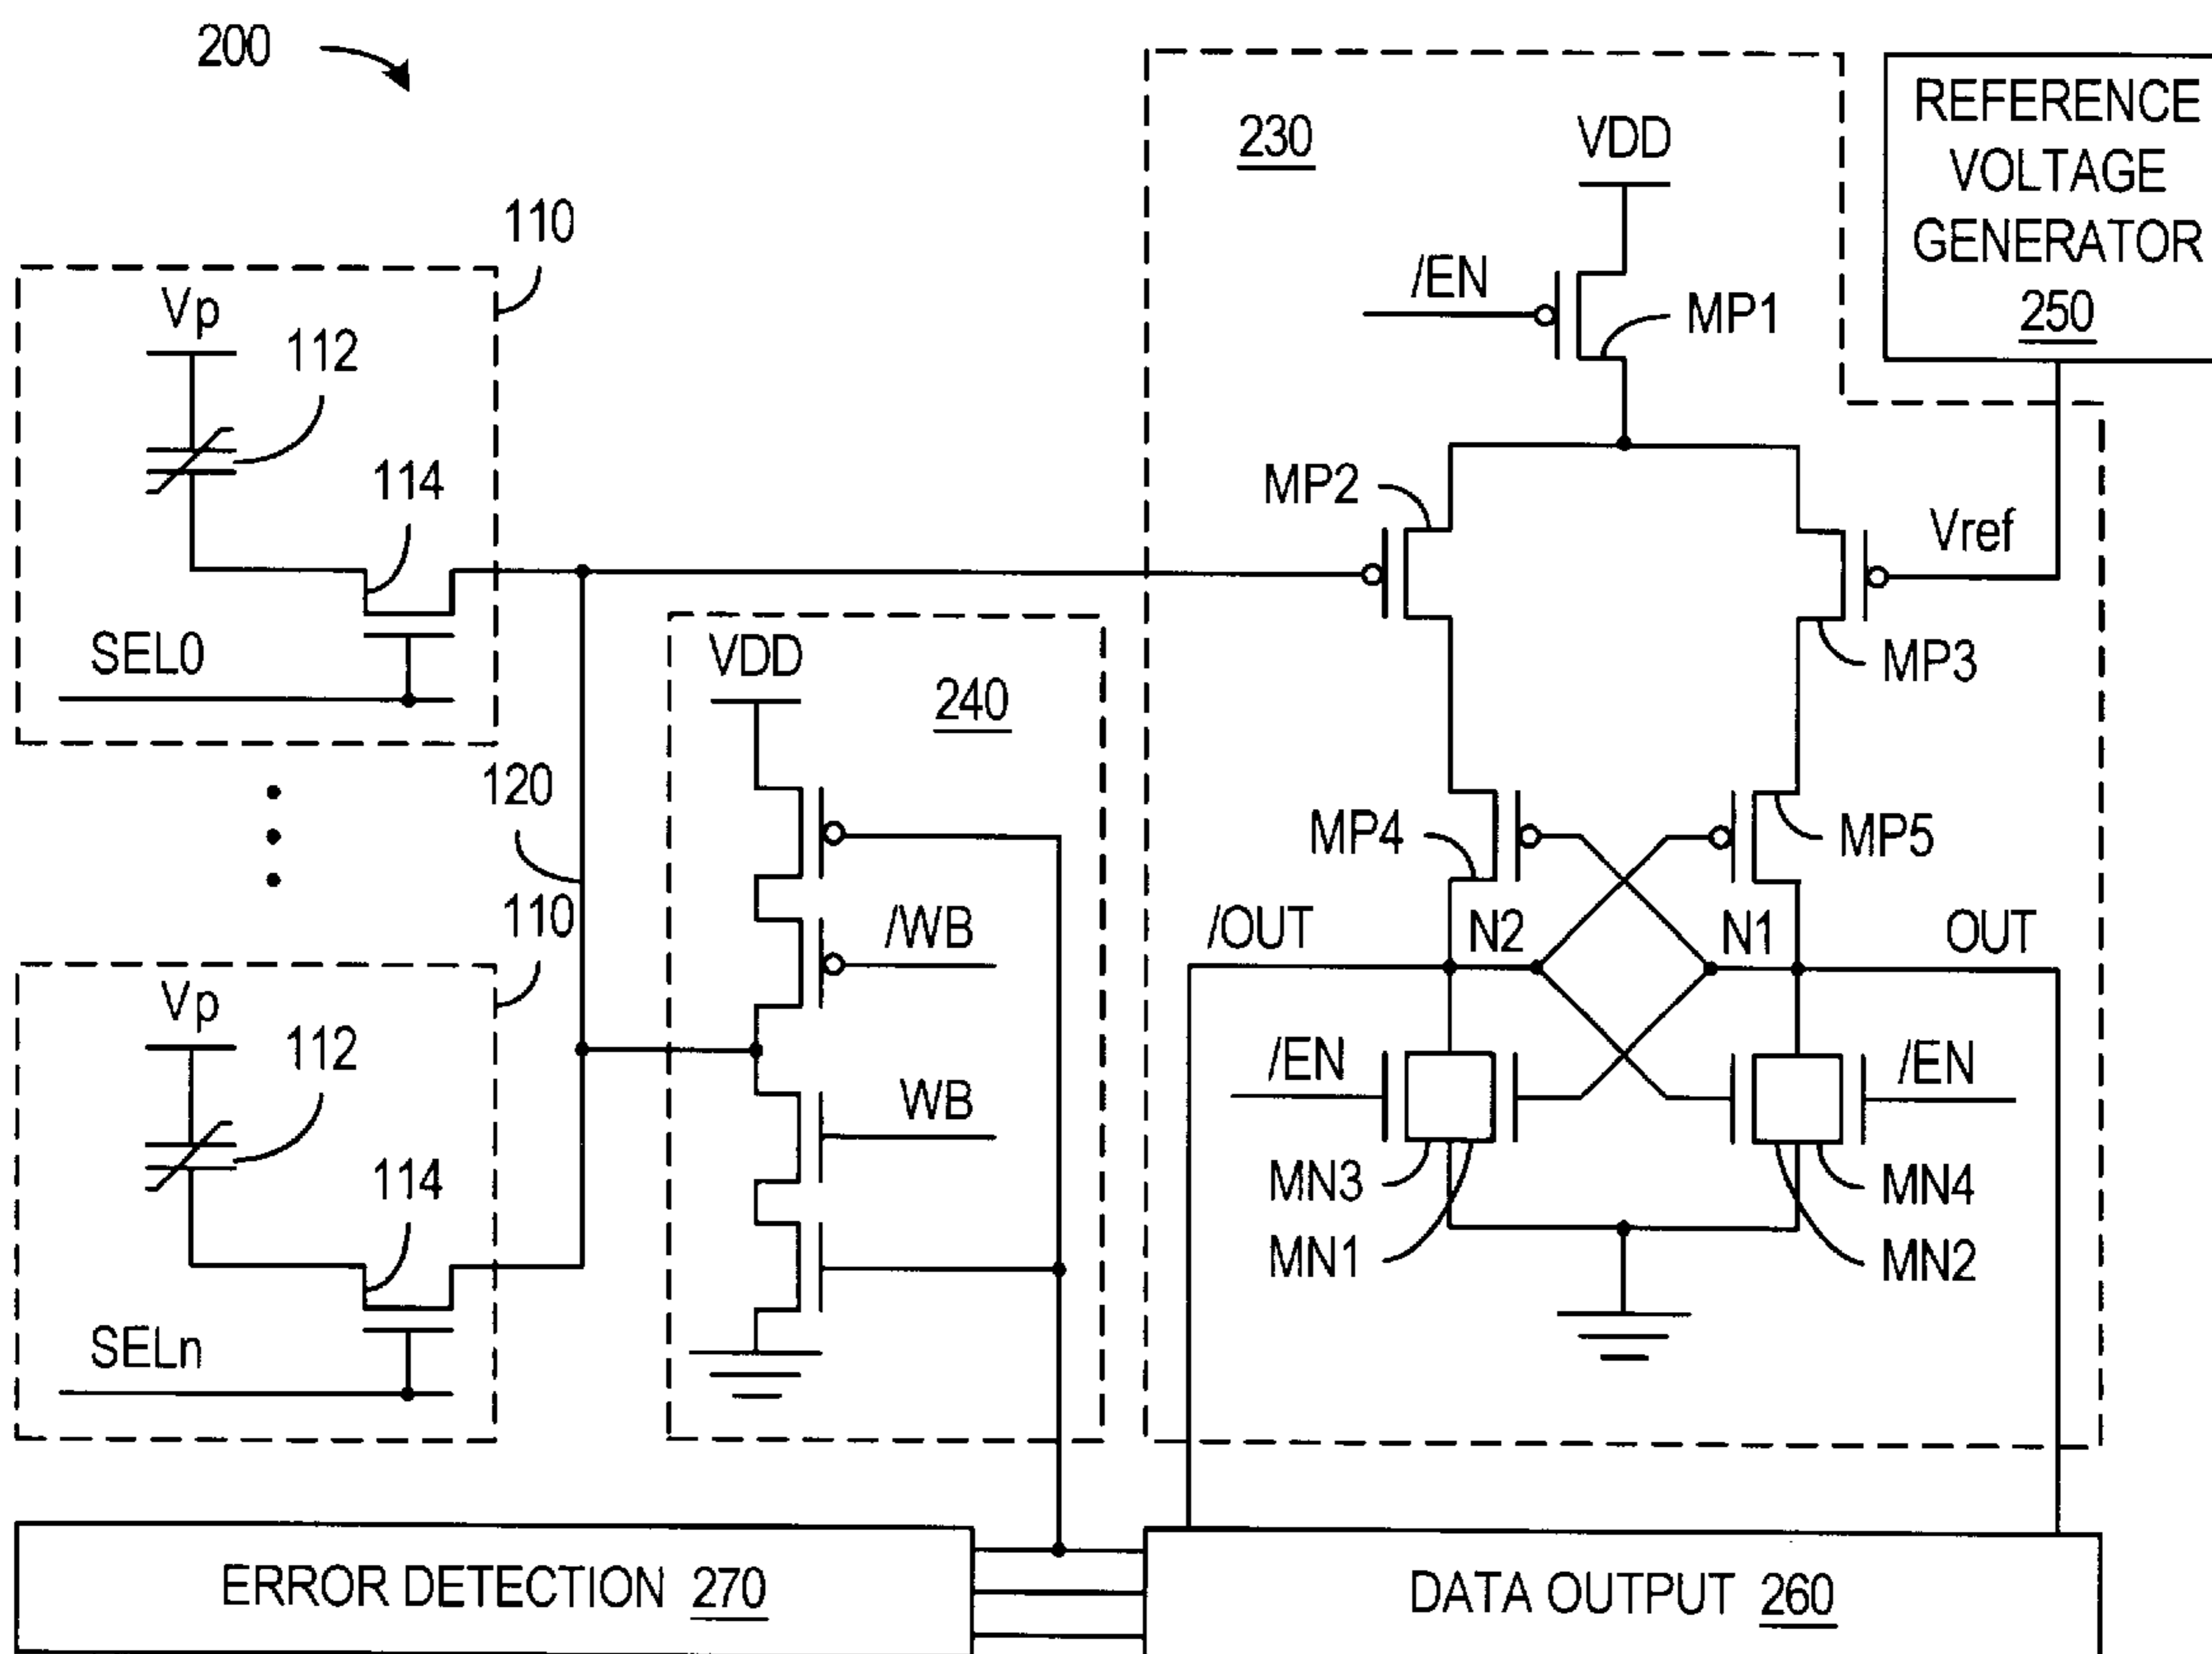 200
230
VDD
REFERENCE
VOLTAGE
GENERATOR
250
/EN
MP1
110
Vp
112
114
SEL0
MP2
Vref
MP3
VDD
240
120
MP4
MP5
/WB
WB
/OUT
N2
N1
OUT
/EN
/EN
MN3
MN4
MN1
MN2
110
Vp
112
114
SELn
ERROR DETECTION 270
DATA OUTPUT 260